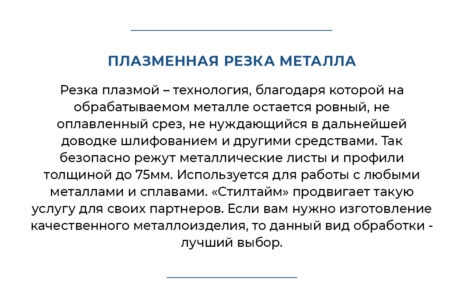 ПЛАЗМЕННАЯ РЕЗКА МЕТАЛЛА
Резка плазмой – технология, благодаря которой на
обрабатываемом металле остается ровный, не
оплавленный срез, не нуждающийся в дальнейшей
доводке шлифованием и другими средствами. Так
безопасно режут металлические листы и профили
толщиной до 75мм. Используется для работы с любыми
металлами и сплавами. «Стилтайм» продвигает такую
услугу для своих партнеров. Если вам нужно изготовление
качественного металлоизделия, то данный вид обработки -
лучший выбор.